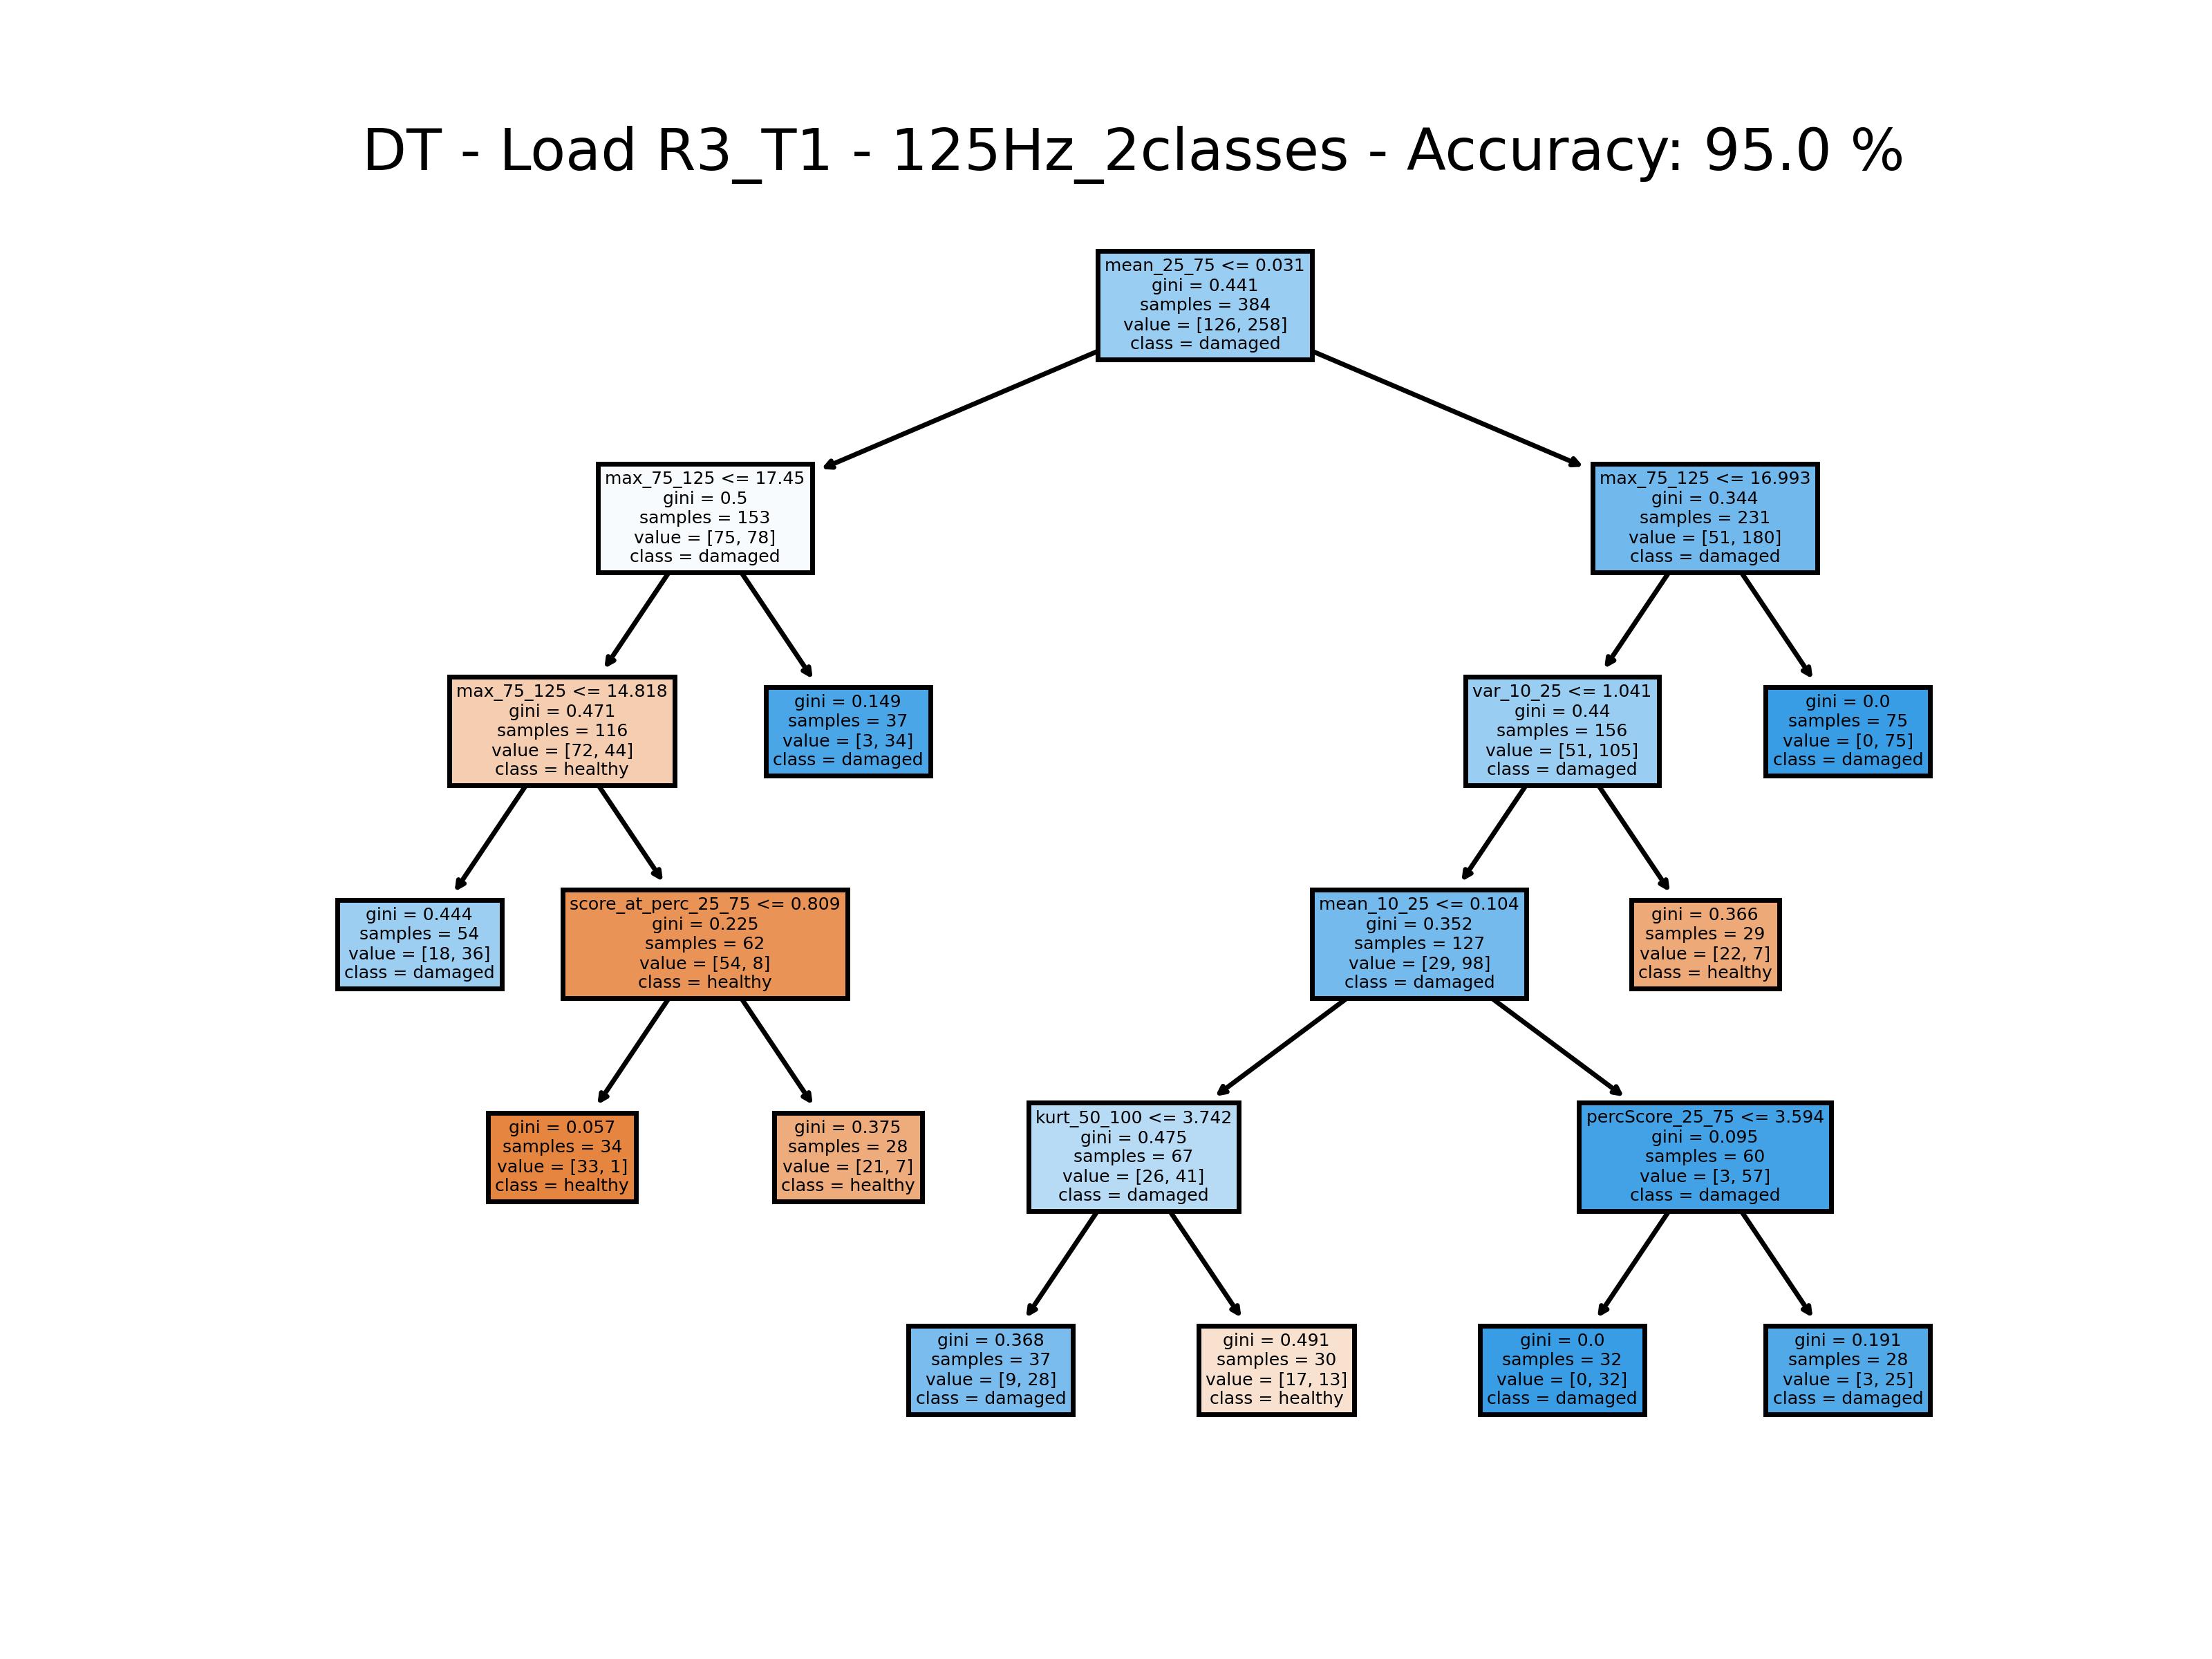 DT - Load R3_T1 - 125Hz_2classes - Accuracy: 95.0 %
mean_25_75 <= 0.031
gini = 0.441
samples = 384
value = [126, 258]
class = damaged
max_75_125 <= 17.45
gini = 0.5
samples = 153
value = [75, 78]
class = damaged
max_75_125 <= 16.993
gini = 0.344
samples = 231
value = [51, 180]
class = damaged
max_75_125 <= 14.818
gini = 0.471
samples = 116
value = [72, 44]
class = healthy
gini = 0.149
samples = 37
value = [3, 34]
class = damaged
var_10_25 <= 1.041
gini = 0.44
samples = 156
value = [51, 105]
class = damaged
gini = 0.0
samples = 75
value = [0, 75]
class = damaged
gini = 0.444
samples = 54
value = [18, 36]
class = damaged
score_at_perc_25_75 <= 0.809
gini = 0.225
samples = 62
value = [54, 8]
class = healthy
mean_10_25 <= 0.104
gini = 0.352
samples = 127
value = [29, 98]
class = damaged
gini = 0.366
samples = 29
value = [22, 7]
class = healthy
gini = 0.057
samples = 34
value = [33, 1]
class = healthy
gini = 0.375
samples = 28
value = [21, 7]
class = healthy
kurt_50_100 <= 3.742
gini = 0.475
samples = 67
value = [26, 41]
class = damaged
percScore_25_75 <= 3.594
gini = 0.095
samples = 60
value = [3, 57]
class = damaged
gini = 0.368
samples = 37
value = [9, 28]
class = damaged
gini = 0.491
samples = 30
value = [17, 13]
class = healthy
gini = 0.0
samples = 32
value = [0, 32]
class = damaged
gini = 0.191
samples = 28
value = [3, 25]
class = damaged